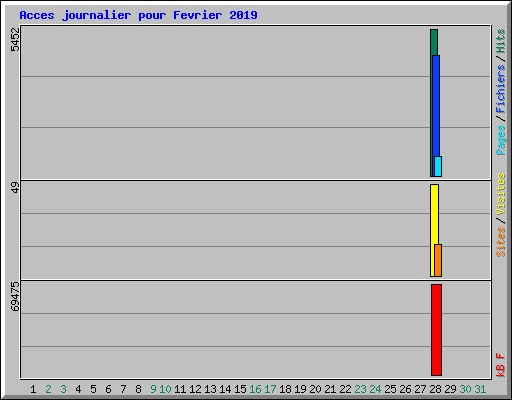 Acces journalier pour Fevrier 2019
5452
49
69475
Pages/Fichiers/Hits
Sites/Visites
kB F
1 2 3 4 5 6 7 8 9 10 11 12 13 14 15 16 17 18 19 20 21 22 23 24 25 26 27 28 29 30 31